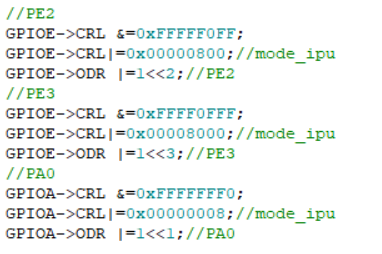 //PE2
GPIOE->CRL &=0xFFFFF0FF;
GPIOE->CRL|=0x00000800;//mode_ipu
GPIOE->ODR |=1<<2;//PE2
//PE3
GPIOE->CRL &=0xFFFF0FFF;
GPIOE->CRL|=0x00008000;//mode_ipu
GPIOE->ODR |=1<<3;//PE3
//PA0
GPIOA->CRL &=0xFFFFFFF0;
GPIOA->CRL|=0x00000008;//mode_ipu
GPIOA->ODR |=1<<1;//PA0